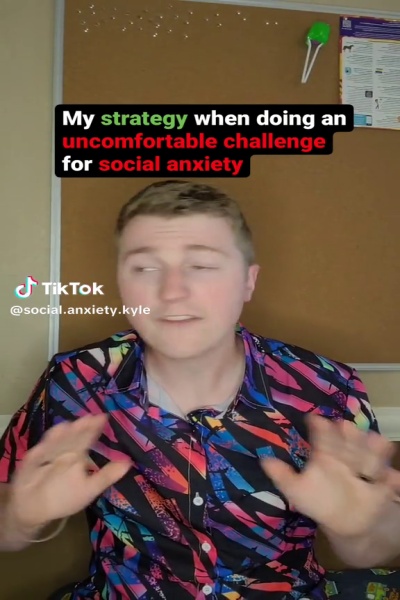 My strategy when doing an
uncomfortable challenge
for social anxiety
TikTok
@social.anxiety.kyle